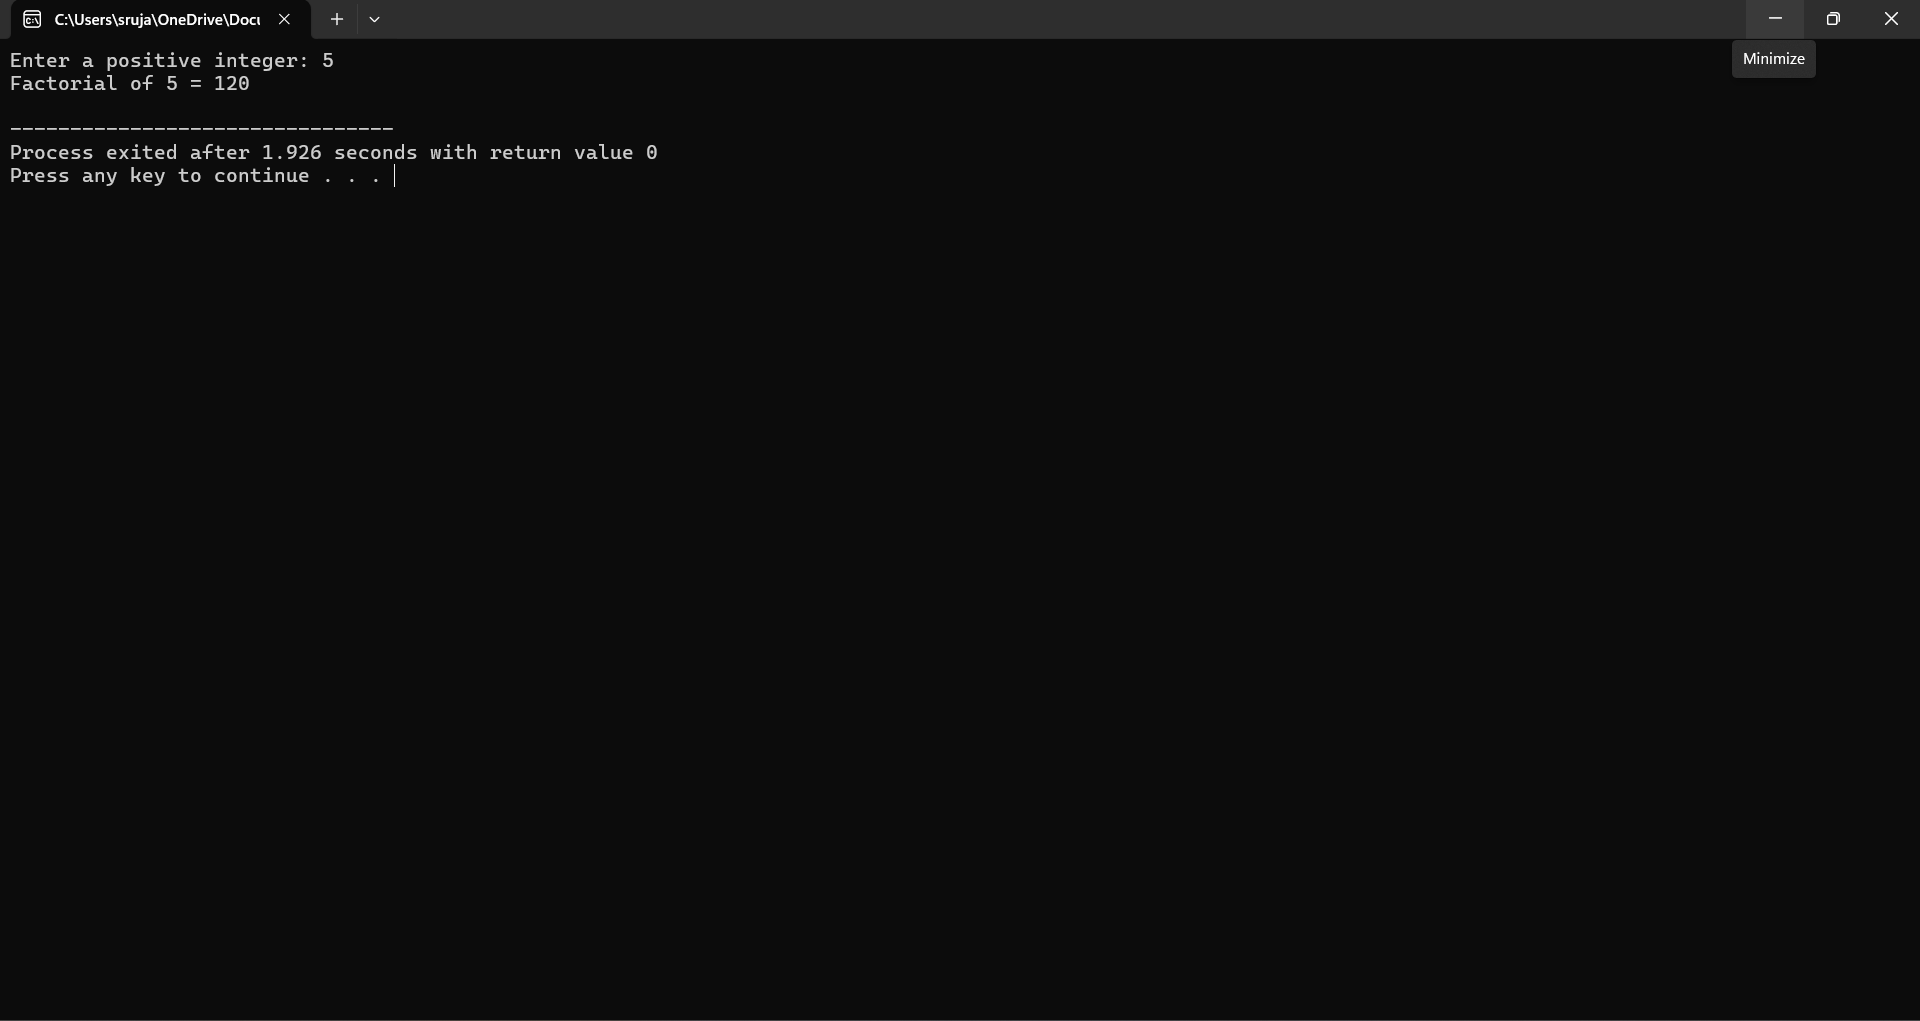 C:\Users\sruja\OneDrive\Docu
Minimize
Enter a positive integer: 5
Factorial of 5 = 120
--------------------------------
Process exited after 1.926 seconds with return value 0
Press any key to continue . . .